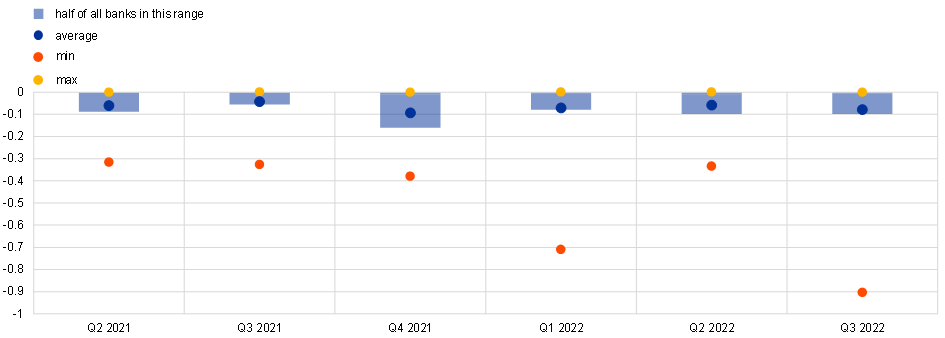 half of all banks in this range
average
min
max
0
-0.1
-0.2
-0.3
-0.4
-0.5
-0.6
-0.7
-0.8
-0.9
-1
Q2 2021 Q3 2021 Q4 2021 Q1 2022 Q2 2022 Q3 2022